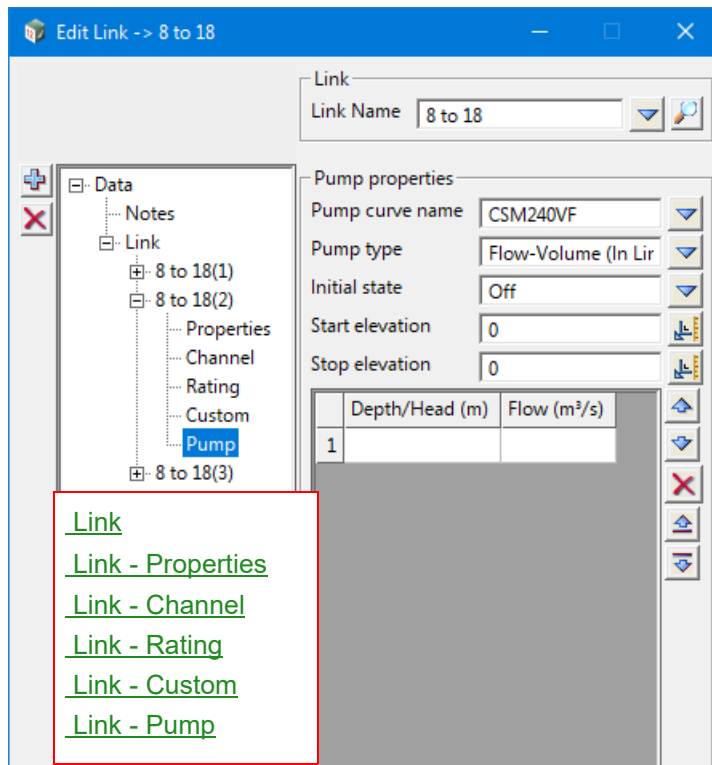 Edit Link -> 8 to 18
Link
Link Name 8 to 18
Data
Notes
Link
8 to 18(1)
8 to 18(2)
Properties
Channel
Rating
Custom
Pump
8 to 18(3)
Pump properties
Pump curve name CSM240VF
Pump type Flow-Volume (In Lir
Initial state Off
Start elevation 0
Stop elevation 0
Depth/Head (m) Flow (m³/s)
1
Link
Link - Properties
Link - Channel
Link - Rating
Link - Custom
Link - Pump